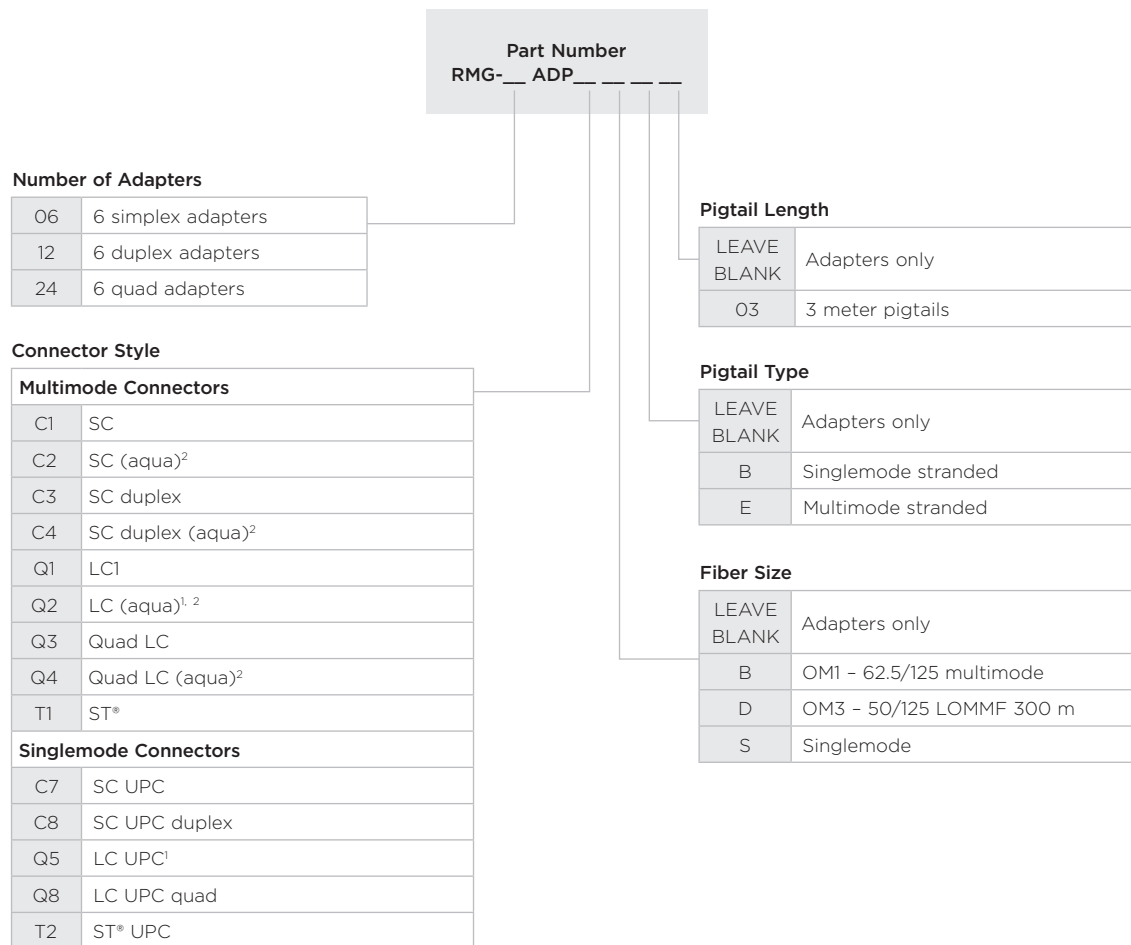 Part Number
RMG-__ ADP__ __ __ __
Number of Adapters
06 6 simplex adapters
12 6 duplex adapters
24 6 quad adapters
Connector Style
Multimode Connectors
C1 SC
C2 SC (aqua)²
C3 SC duplex
C4 SC duplex (aqua)²
Q1 LC1
Q2 LC (aqua)¹, ²
Q3 Quad LC
Q4 Quad LC (aqua)²
T1 ST®
Singlemode Connectors
C7 SC UPC
C8 SC UPC duplex
Q5 LC UPC¹
Q8 LC UPC quad
T2 ST® UPC
Pigtail Length
LEAVE
BLANK Adapters only
03 3 meter pigtails
Pigtail Type
LEAVE
BLANK Adapters only
B Singlemode stranded
E Multimode stranded
Fiber Size
LEAVE
BLANK Adapters only
B OM1 – 62.5/125 multimode
D OM3 – 50/125 LOMMF 300 m
S Singlemode